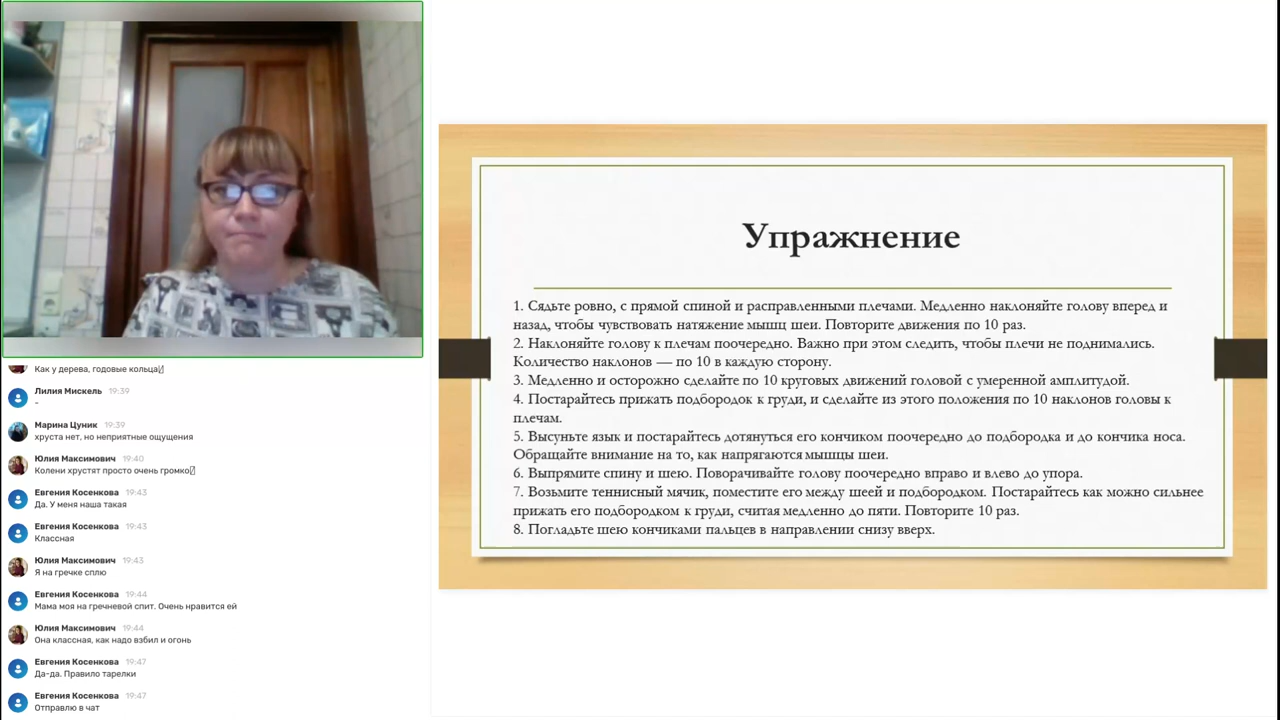 Как у дерева, годовые кольца
Лилия Мискель 19:39
-
Марина Цуник 19:39
хруста нет, но неприятные ощущения
Юлия Максимович 19:40
Колени хрустят просто очень громко
Евгения Косенкова 19:43
Да. У меня наша такая
Евгения Косенкова 19:43
Классная
Юлия Максимович 19:43
Я на гречке сплю
Евгения Косенкова 19:44
Мама моя на гречневой спит. Очень нравится ей
Юлия Максимович 19:44
Она классная, как надо взбил и огонь
Евгения Косенкова 19:47
Да-да. Правило тарелки
Евгения Косенкова 19:47
Отправлю в чат
Упражнение
1. Сядьте ровно, с прямой спиной и расправленными плечами. Медленно наклоняйте голову вперед и
назад, чтобы чувствовать натяжение мышц шеи. Повторите движения по 10 раз.
2. Наклоняйте голову к плечам поочередно. Важно при этом следить, чтобы плечи не поднимались.
Количество наклонов — по 10 в каждую сторону.
3. Медленно и осторожно сделайте по 10 круговых движений головой с умеренной амплитудой.
4. Постарайтесь прижать подбородок к груди, и сделайте из этого положения по 10 наклонов головы к
плечам.
5. Высуньте язык и постарайтесь дотянуться его кончиком поочередно до подбородка и до кончика носа.
Обращайте внимание на то, как напрягаются мышцы шеи.
6. Выпрямите спину и шею. Поворачивайте голову поочередно вправо и влево до упора.
7. Возьмите теннисный мячик, поместите его между шеей и подбородком. Постарайтесь как можно сильнее
прижать его подбородком к груди, считая медленно до пяти. Повторите 10 раз.
8. Погладьте шею кончиками пальцев в направлении снизу вверх.